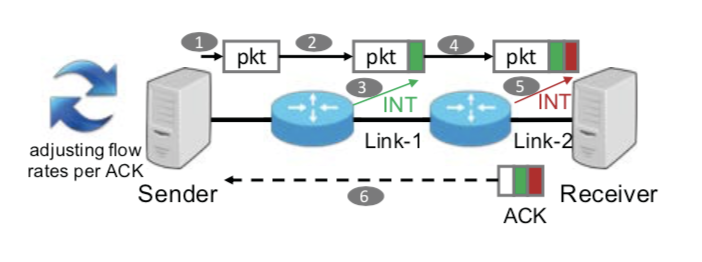 1
pkt
2
pkt
4
pkt
3
INT
5
INT
Link-1
Link-2
adjusting flow
rates per ACK
Sender
6
ACK
Receiver